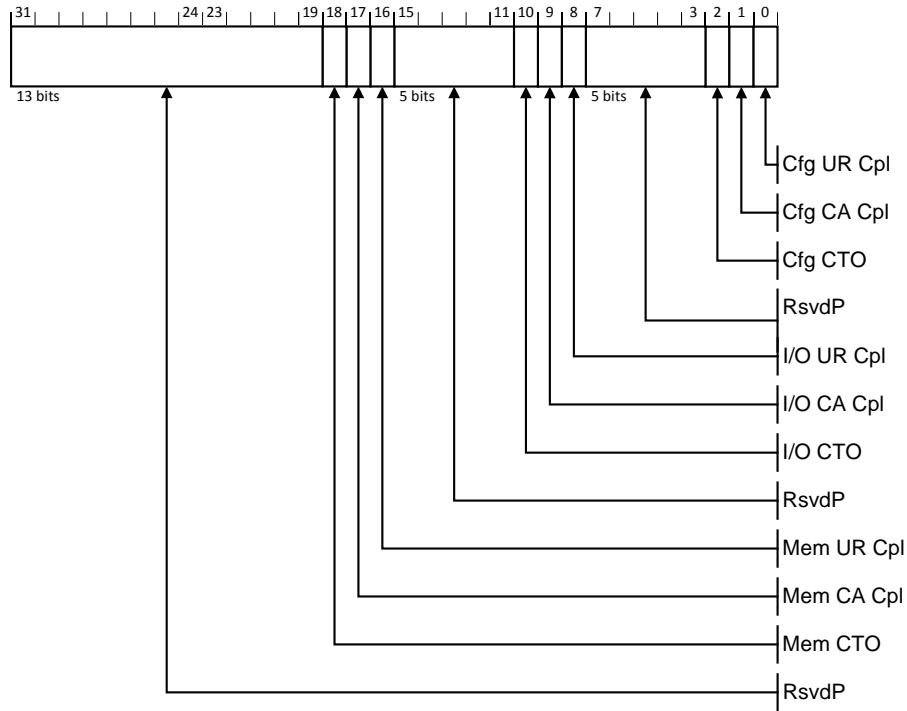 31 24 23 19 18 17 16 15 11 10 9 8 7 3 2 1 0
13 bits 5 bits 5 bits
Cfg UR Cpl
Cfg CA Cpl
Cfg CTO
RsvdP
I/O UR Cpl
I/O CA Cpl
I/O CTO
RsvdP
Mem UR Cpl
Mem CA Cpl
Mem CTO
RsvdP